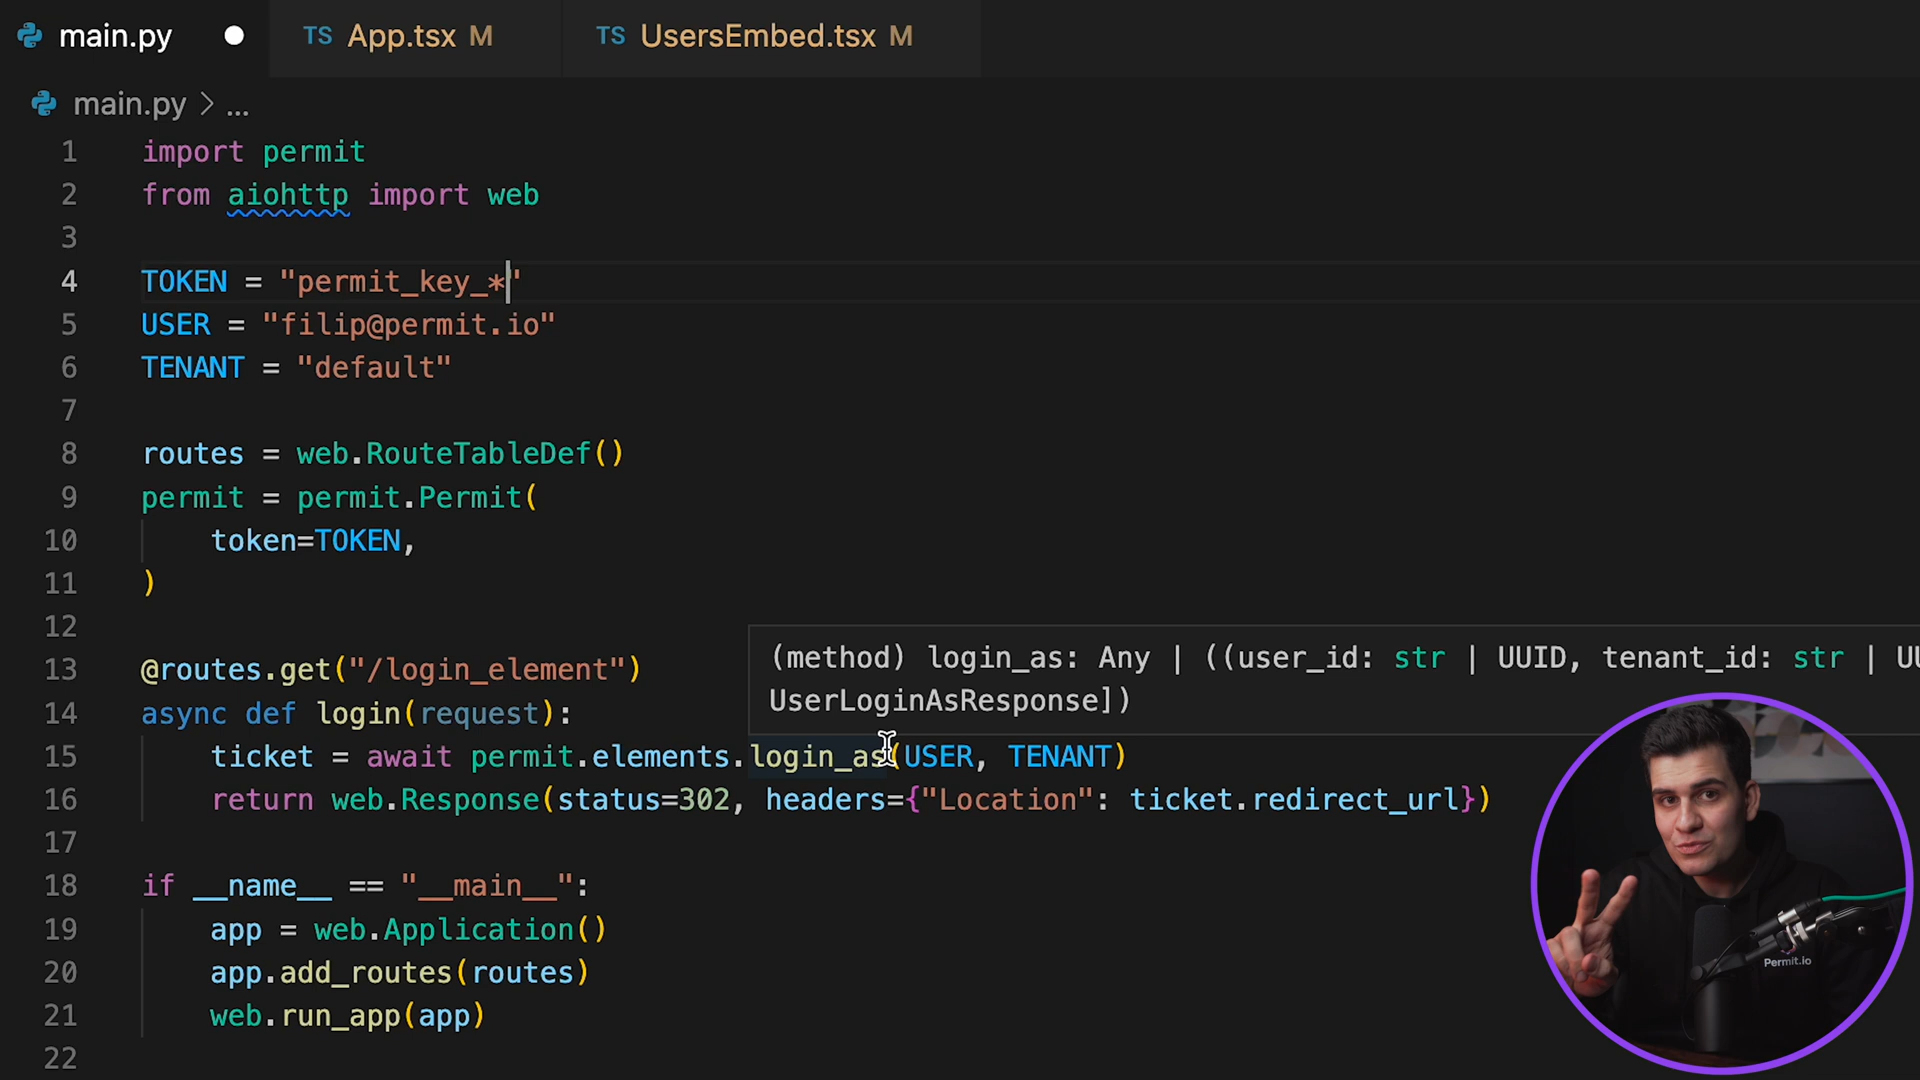 main.py
TS App.tsx M
TS UsersEmbed.tsx M
main.py > ...
1 import permit
2 from aiohttp import web
3
4 TOKEN = "permit_key_*"
5 USER = "filip@permit.io"
6 TENANT = "default"
7
8 routes = web.RouteTableDef()
9 permit = permit.Permit(
10     token=TOKEN,
11 )
12
(method) login_as: Any | ((user_id: str | UUID, tenant_id: str | UU
UserLoginAsResponse])
13 @routes.get("/login_element")
14 async def login(request):
15     ticket = await permit.elements.login_as(USER, TENANT)
16     return web.Response(status=302, headers={"Location": ticket.redirect_url})
17
18 if __name__ == "__main__":
19     app = web.Application()
20     app.add_routes(routes)
21     web.run_app(app)
22
Permit.io